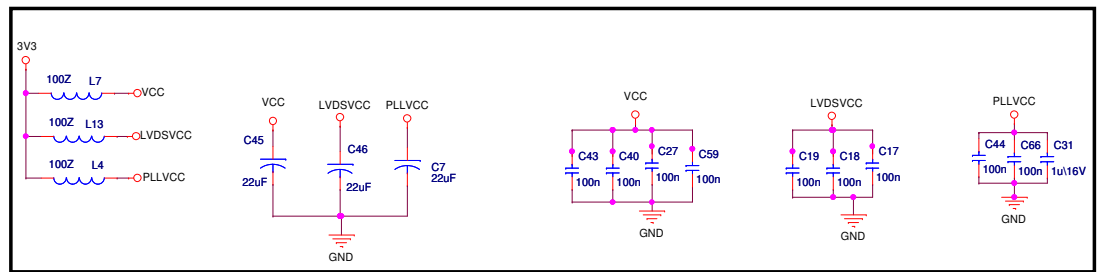 3V3
100Z L7
VCC
100Z L13
LVDSVCC
100Z L4
PLLVCC
VCC LVDSVCC PLLVCC
C45 C46 C7
22uF 22uF 22uF
GND
VCC
C43 C40 C27 C59
100n 100n 100n 100n
GND
LVDSVCC
C19 C18 C17
100n 100n 100n
GND
PLLVCC
C44 C66 C31
100n 100n 1u\16V
GND